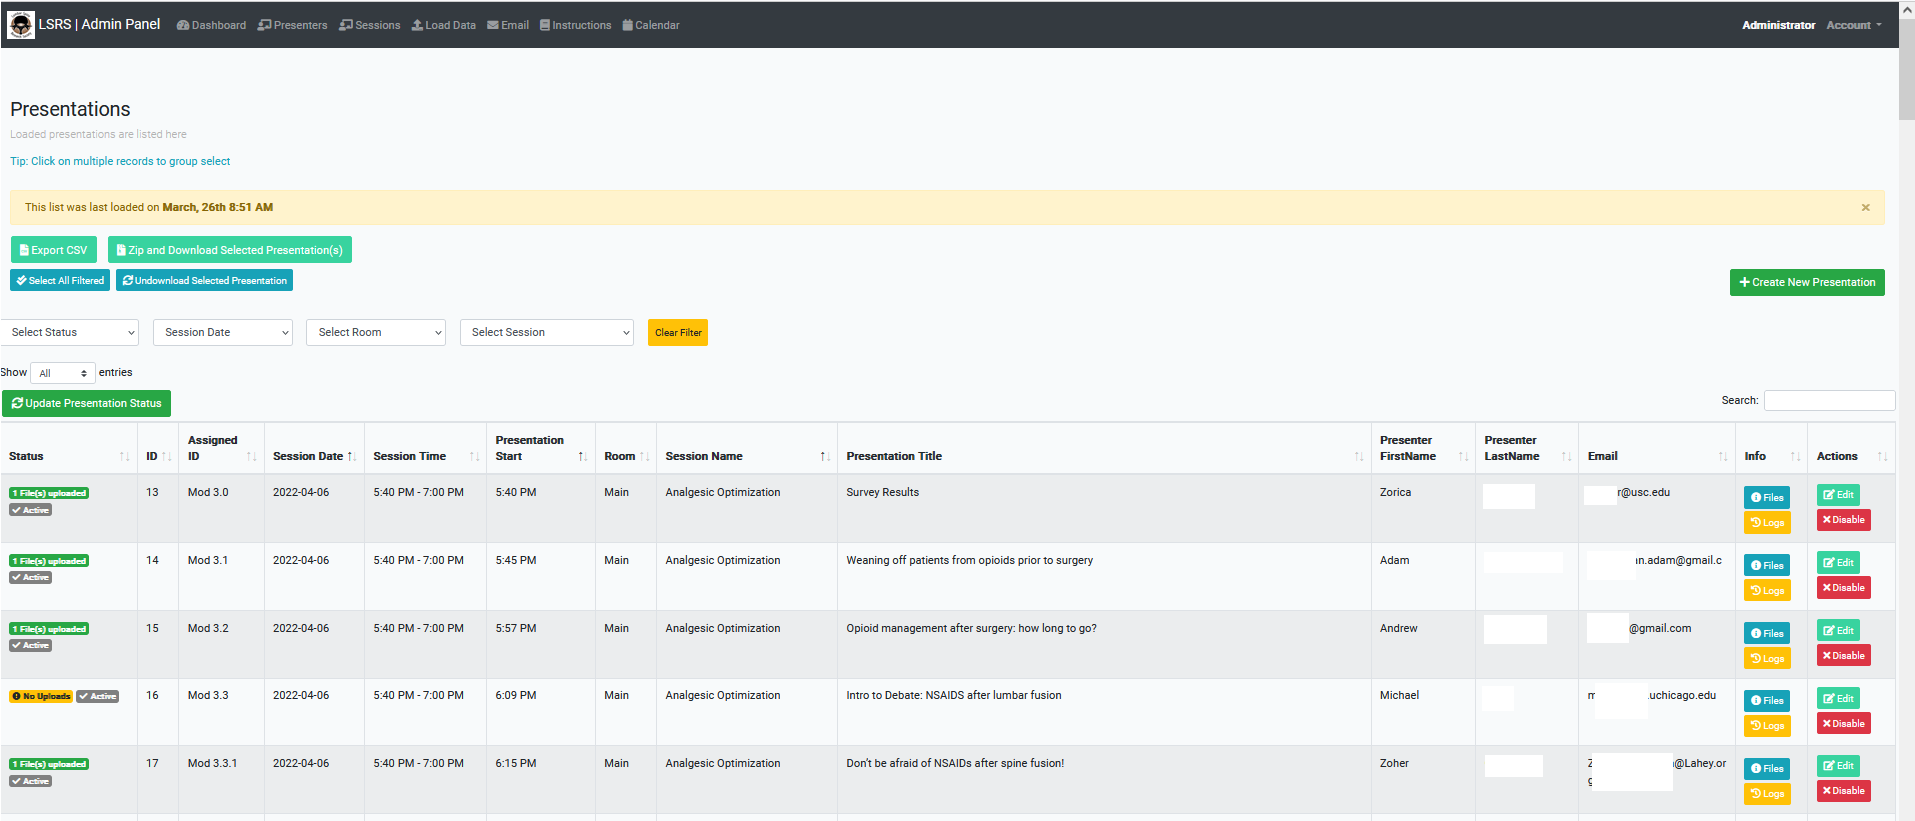 LSRS | Admin Panel Dashboard Presenters Sessions Load Data Email Instructions Calendar Administrator Account
Presentations
Loaded presentations are listed here
Tip: Click on multiple records to group select
This list was last loaded on March, 26th 8:51 AM ×
Export CSV Zip and Download Selected Presentation(s)
Select All Filtered Undownload Selected Presentation
Create New Presentation
Select Status Session Date Select Room Select Session Clear Filter
Show All entries
Update Presentation Status Search:
Status ID Assigned ID Session Date Session Time Presentation Start Room Session Name Presentation Title Presenter FirstName Presenter LastName Email Info Actions
1 File(s) uploaded Active 13 Mod 3.0 2022-04-06 5:40 PM - 7:00 PM 5:40 PM Main Analgesic Optimization Survey Results Zorica r@usc.edu Files Logs Edit Disable
1 File(s) uploaded Active 14 Mod 3.1 2022-04-06 5:40 PM - 7:00 PM 5:45 PM Main Analgesic Optimization Weaning off patients from opioids prior to surgery Adam n.adam@gmail.c Files Logs Edit Disable
1 File(s) uploaded Active 15 Mod 3.2 2022-04-06 5:40 PM - 7:00 PM 5:57 PM Main Analgesic Optimization Opioid management after surgery: how long to go? Andrew @gmail.com Files Logs Edit Disable
No Uploads Active 16 Mod 3.3 2022-04-06 5:40 PM - 7:00 PM 6:09 PM Main Analgesic Optimization Intro to Debate: NSAIDS after lumbar fusion Michael m .uchicago.edu Files Logs Edit Disable
1 File(s) uploaded Active 17 Mod 3.3.1 2022-04-06 5:40 PM - 7:00 PM 6:15 PM Main Analgesic Optimization Don't be afraid of NSAIDs after spine fusion! Zoher Z @Lahey.or g Files Logs Edit Disable